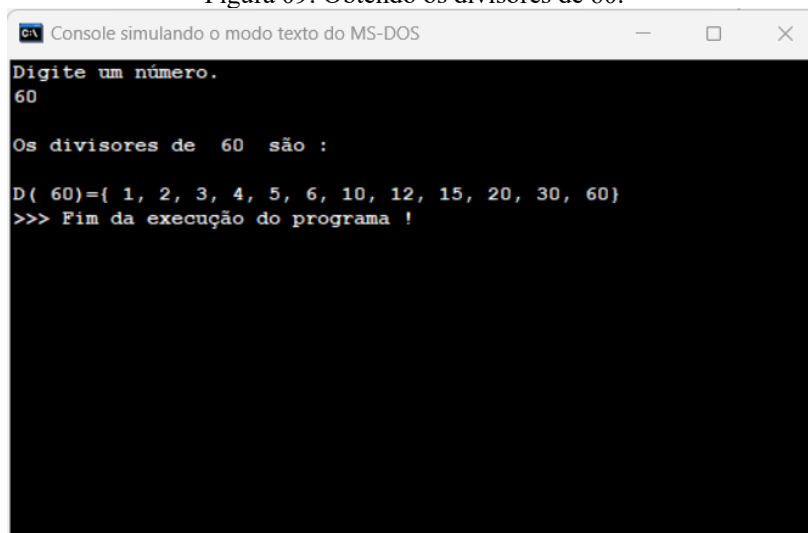 Figura 09: Obtendo os divisores de 60.
Console simulando o modo texto do MS-DOS
Digite um número.
60
Os divisores de  60  são :
D( 60)={ 1, 2, 3, 4, 5, 6, 10, 12, 15, 20, 30, 60}
>>> Fim da execução do programa !